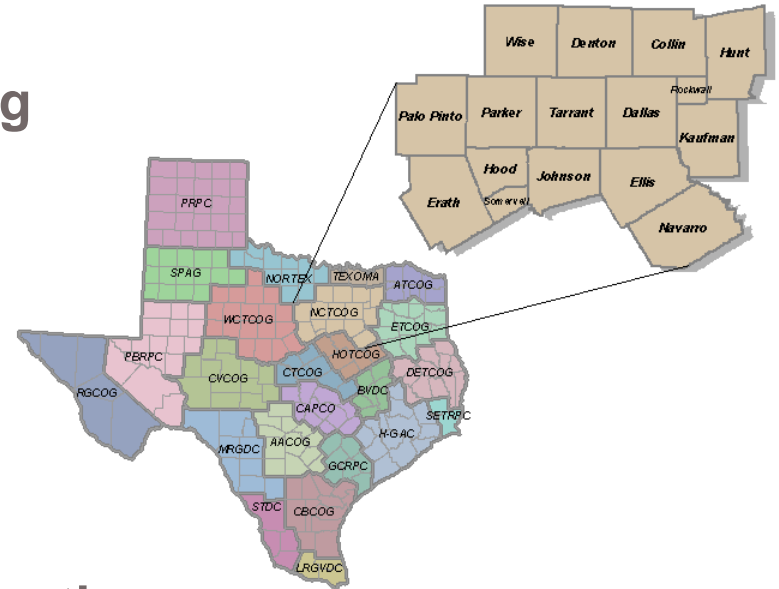 g
Wise
Denton
Collin
Hunt
Rockwall
Palo Pinto
Parker
Tarrant
Dallas
Kaufman
Hood
Johnson
Ellis
Erath
Somervell
Navarro
PRPC
SPAG
NORTEX
TEXOMA
ATCOG
WCTCOG
NCTCOG
ETCOG
PBRPC
HOTCOG
RGCOG
CVCOG
CTCOG
DETCOG
BVDC
CAPCO
SETRPC
H-GAC
MRGDC
AACOG
GCRPC
STDC
CBCOG
LRGVDC